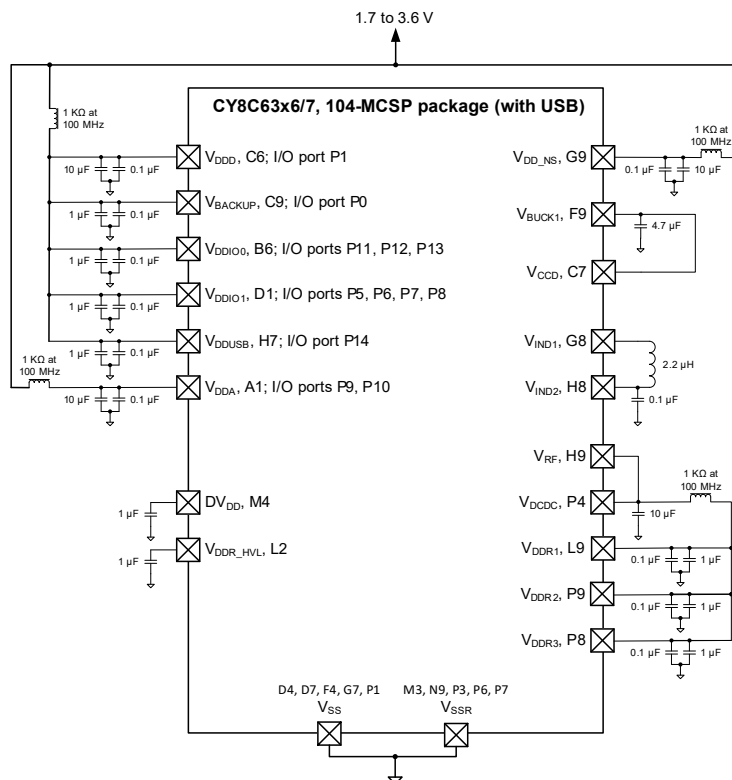 1.7 to 3.6 V
CY8C63x6/7, 104-MCSP package (with USB)
1 KΩ at
100 MHz
10 µF
0.1 µF
VDDD, C6; I/O port P1
1 µF
0.1 µF
VBACKUP, C9; I/O port P0
1 µF
0.1 µF
VDDIO0, B6; I/O ports P11, P12, P13
1 µF
0.1 µF
VDDIO1, D1; I/O ports P5, P6, P7, P8
1 µF
0.1 µF
VDDUSB, H7; I/O port P14
1 KΩ at
100 MHz
10 µF
0.1 µF
VDDA, A1; I/O ports P9, P10
1 µF
DVDD, M4
1 µF
VDDR_HVL, L2
VDD_NS, G9
1 KΩ at
100 MHz
0.1 µF
10 µF
VBUCK1, F9
4.7 µF
VCCD, C7
VIND1, G8
2.2 µH
VIND2, H8
0.1 µF
VRF, H9
1 KΩ at
100 MHz
VDCDC, P4
10 µF
VDDR1, L9
0.1 µF
1 µF
VDDR2, P9
0.1 µF
1 µF
VDDR3, P8
0.1 µF
1 µF
D4, D7, F4, G7, P1
VSS
M3, N9, P3, P6, P7
VSSR